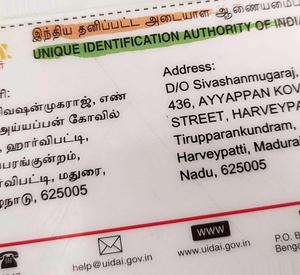 இந்திய தனிப்பட்ட அடையாள ஆணையம்
UNIQUE IDENTIFICATION AUTHORITY OF INDIA
Address:
D/O Sivashanmugaraj,
436, AYYAPPAN KOV
STREET, HARVEYPA
Tirupparankundram,
Harveypatti, Madura
Nadu, 625005
வஷன்முகராஜ், எண்
அய்யப்பன் கோவில்
ஹார்விபட்டி,
பரங்குன்றம்,
ர்விபட்டி, மதுரை,
ழ்நாடு, 625005
help@uidai.gov.in
www
www.uidai.gov.in
P.O. B
Benga